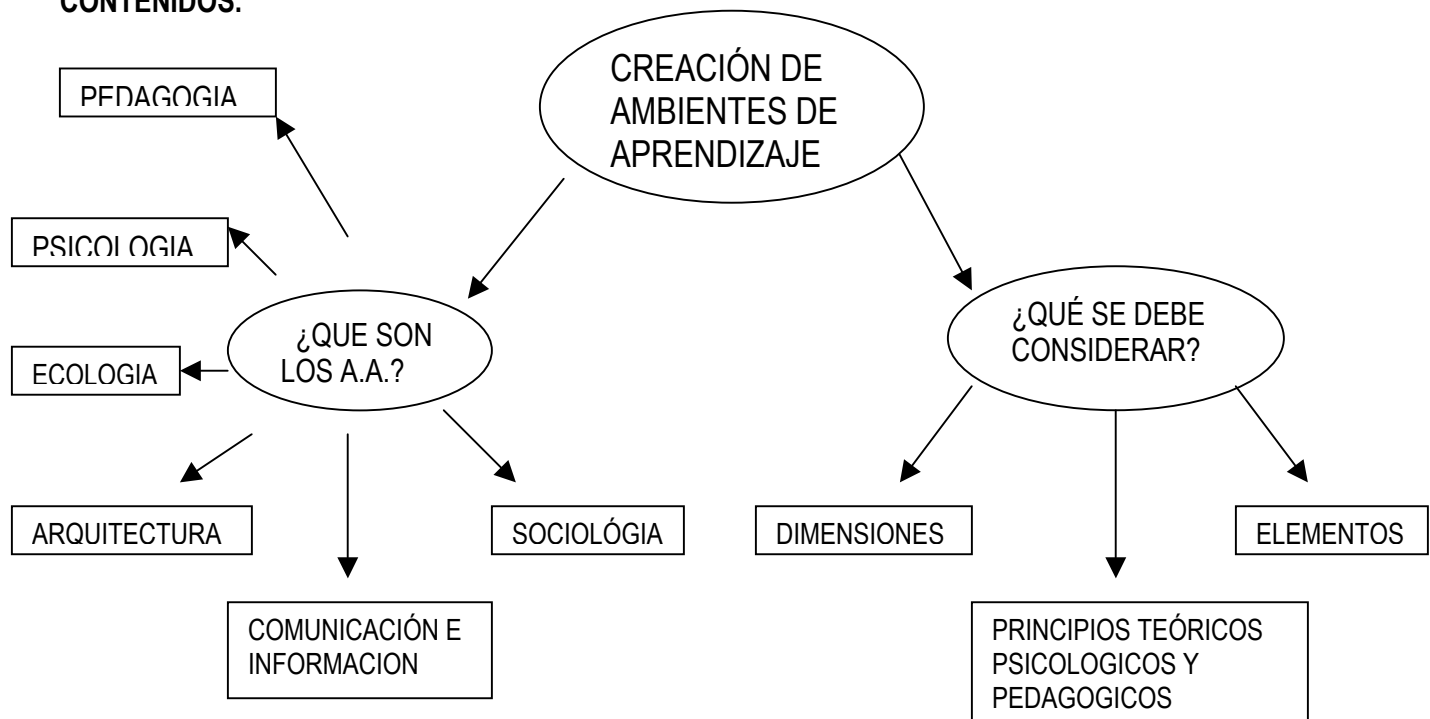 CONTENIDOS:
CREACIÓN DE
AMBIENTES DE
APRENDIZAJE
PEDAGOGIA
PSICOLOGIA
ECOLOGIA
¿QUE SON
LOS A.A.?
¿QUÉ SE DEBE
CONSIDERAR?
ARQUITECTURA
SOCIOLÓGIA
DIMENSIONES
ELEMENTOS
COMUNICACIÓN E
INFORMACION
PRINCIPIOS TEÓRICOS
PSICOLOGICOS Y
PEDAGOGICOS